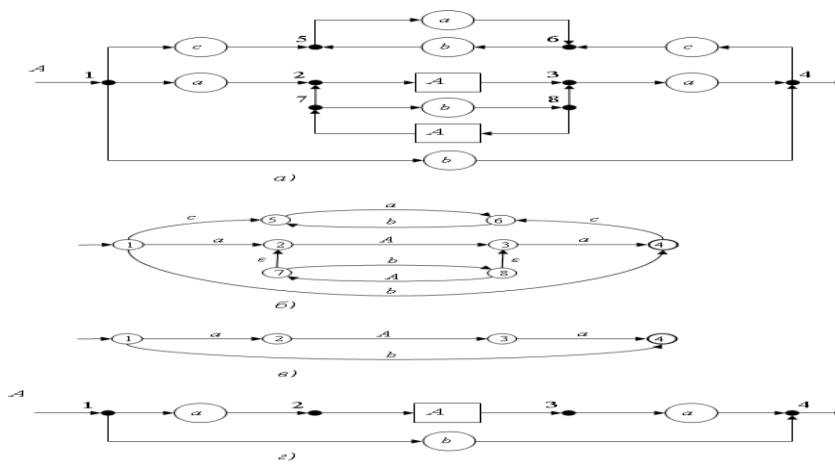 a
5 6
c b c
A 1 2 3 4
a A a
7 b 8
A
b
а)
a
c 5 b 6 c
1 a 2 A 3 a 4
ε b ε
7 A 8
b
б)
1 a 2 A 3 a 4
b
в)
A 1 2 3 4
a A a
b
г)